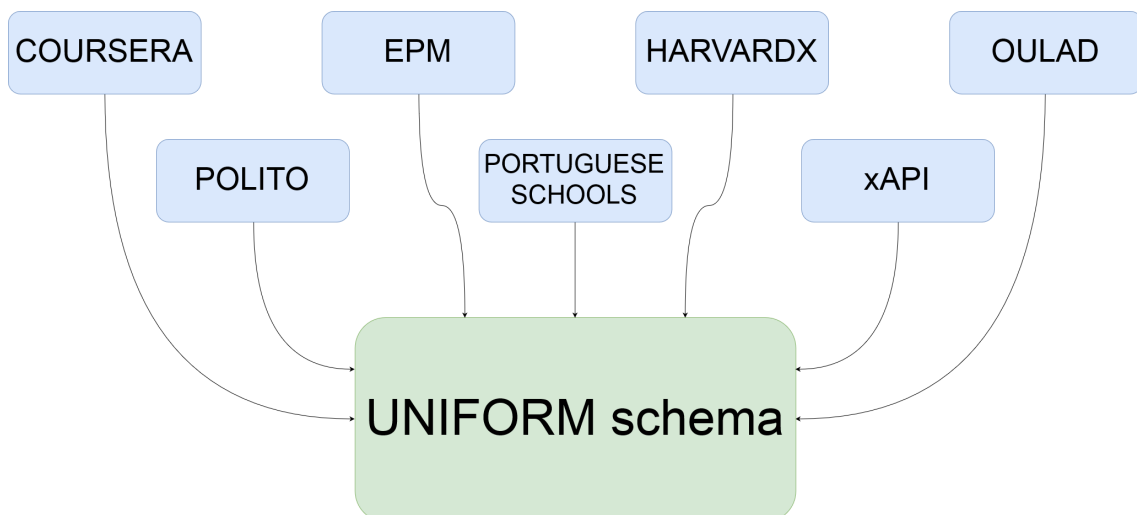 COURSERA
EPM
HARVARDX
OULAD
POLITO
PORTUGUESE
SCHOOLS
xAPI
UNIFORM schema